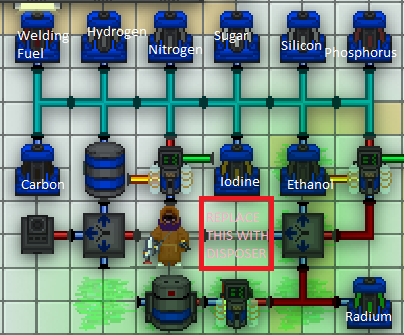 Welding
Fuel
Hydrogen
Nitrogen
Sugar
Silicon
Phosphorus
Carbon
Iodine
Ethanol
REPLACE
THIS WITH
DISPOSER
Radium